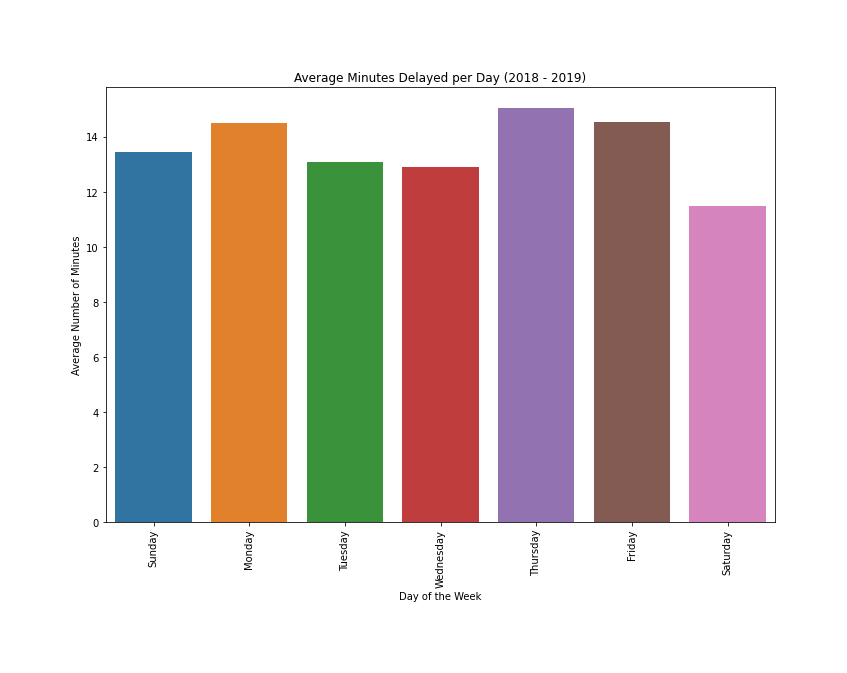 Average Minutes Delayed per Day (2018 - 2019)
Average Number of Minutes
14
12
10
8
6
4
2
0
Sunday
Monday
Tuesday
Wednesday
Thursday
Friday
Saturday
Day of the Week